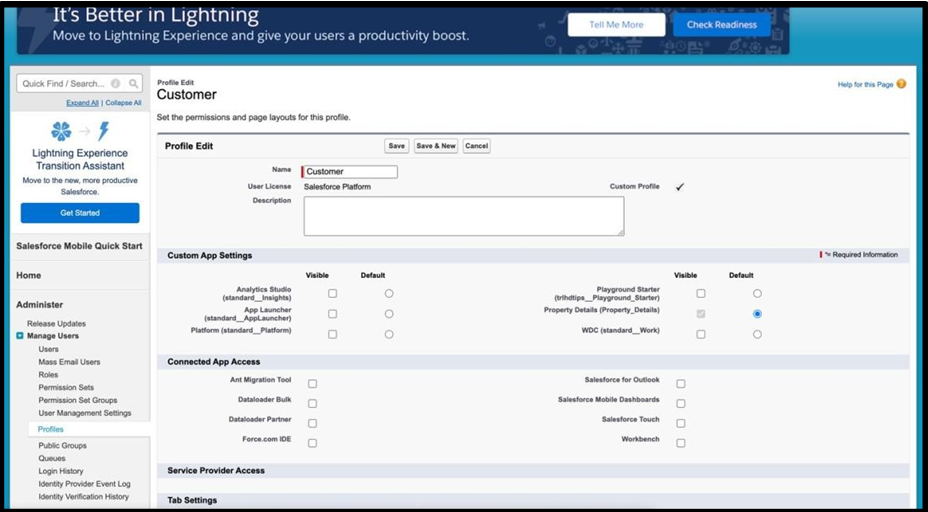 It's Better in Lightning
Move to Lightning Experience and give your users a productivity boost.
Tell Me More
Check Readiness
Quick Find / Search...
Expand All | Collapse All
Lightning Experience
Transition Assistant
Move to the new, more productive
Salesforce.
Get Started
Salesforce Mobile Quick Start
Home
Administer
Release Updates
Manage Users
Users
Mass Email Users
Roles
Permission Sets
Permission Set Groups
User Management Settings
Profiles
Public Groups
Queues
Login History
Identity Provider Event Log
Identity Verification History
Profile Edit
Customer
Help for this Page
Set the permissions and page layouts for this profile.
Profile Edit
Save
Save & New
Cancel
Name
Customer
User License
Salesforce Platform
Custom Profile
Description
Custom App Settings
= Required Information
Visible
Default
Visible
Default
Analytics Studio
(standard__Insights)
Playground Starter
(trlhdtips__Playground_Starter)
App Launcher
(standard__AppLauncher)
Property Details (Property_Details)
Platform (standard__Platform)
WDC (standard__Work)
Connected App Access
Ant Migration Tool
Salesforce for Outlook
Dataloader Bulk
Salesforce Mobile Dashboards
Dataloader Partner
Salesforce Touch
Force.com IDE
Workbench
Service Provider Access
Tab Settings